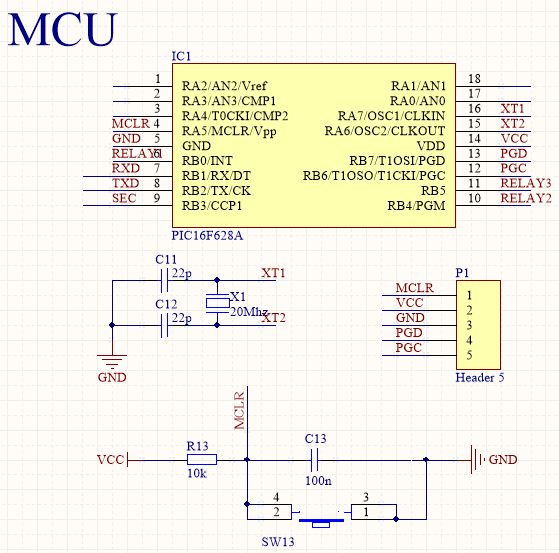 MCU
IC1
1 RA2/AN2/Vref RA1/AN1 18
2 RA3/AN3/CMP1 RA0/AN0 17
3 RA4/T0CKI/CMP2 RA7/OSC1/CLKIN 16 XT1
MCLR 4 RA5/MCLR/Vpp RA6/OSC2/CLKOUT 15 XT2
GND 5 GND VDD 14 VCC
RELAY1 6 RB0/INT RB7/T1OSI/PGD 13 PGD
RXD 7 RB1/RX/DT RB6/T1OSO/T1CKI/PGC 12 PGC
TXD 8 RB2/TX/CK RB5 11 RELAY3
SEC 9 RB3/CCP1 RB4/PGM 10 RELAY2
PIC16F628A
C11
22p
XT1
X1
20Mhz
C12
22p
XT2
GND
P1
MCLR 1
VCC 2
GND 3
PGD 4
PGC 5
Header 5
MCLR
VCC
R13
10k
C13
100n
GND
4 3
2 1
SW13